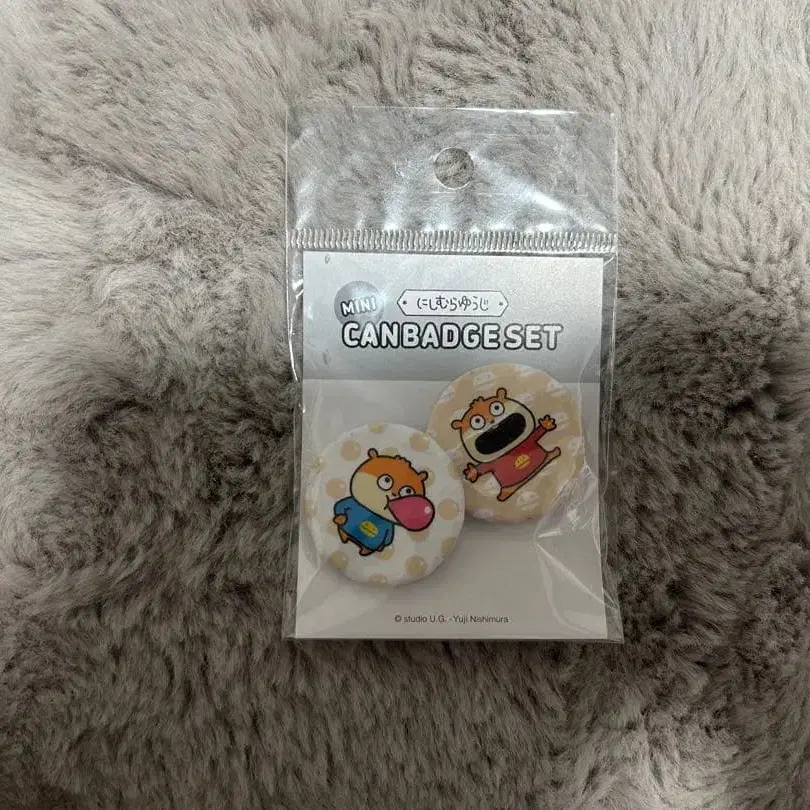 MINI
にしむらゆうじ
CANBADGE SET
© studio U.G. - Yuji Nishimura